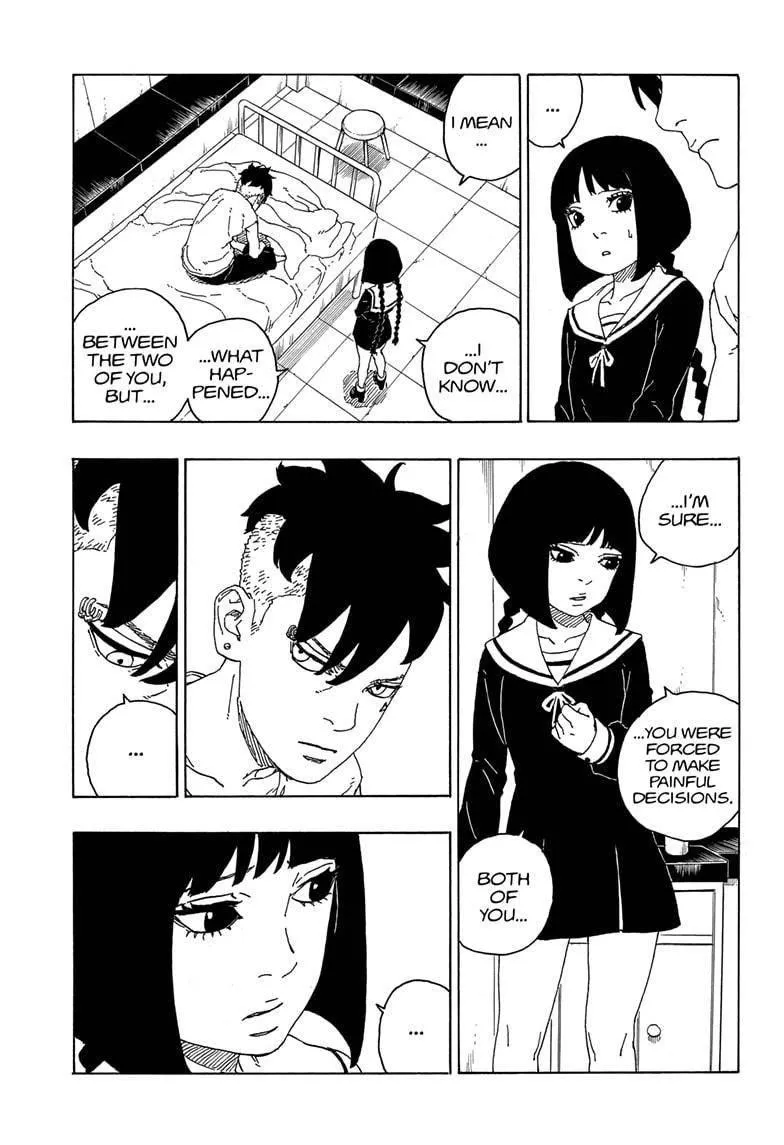 ...
I MEAN
...
...I
DON'T
KNOW...
...WHAT
HAP-
PENED...
...
BETWEEN
THE TWO
OF YOU,
BUT...
...I'M
SURE...
...YOU WERE
FORCED
TO MAKE
PAINFUL
DECISIONS.
BOTH
OF
YOU...
...
...